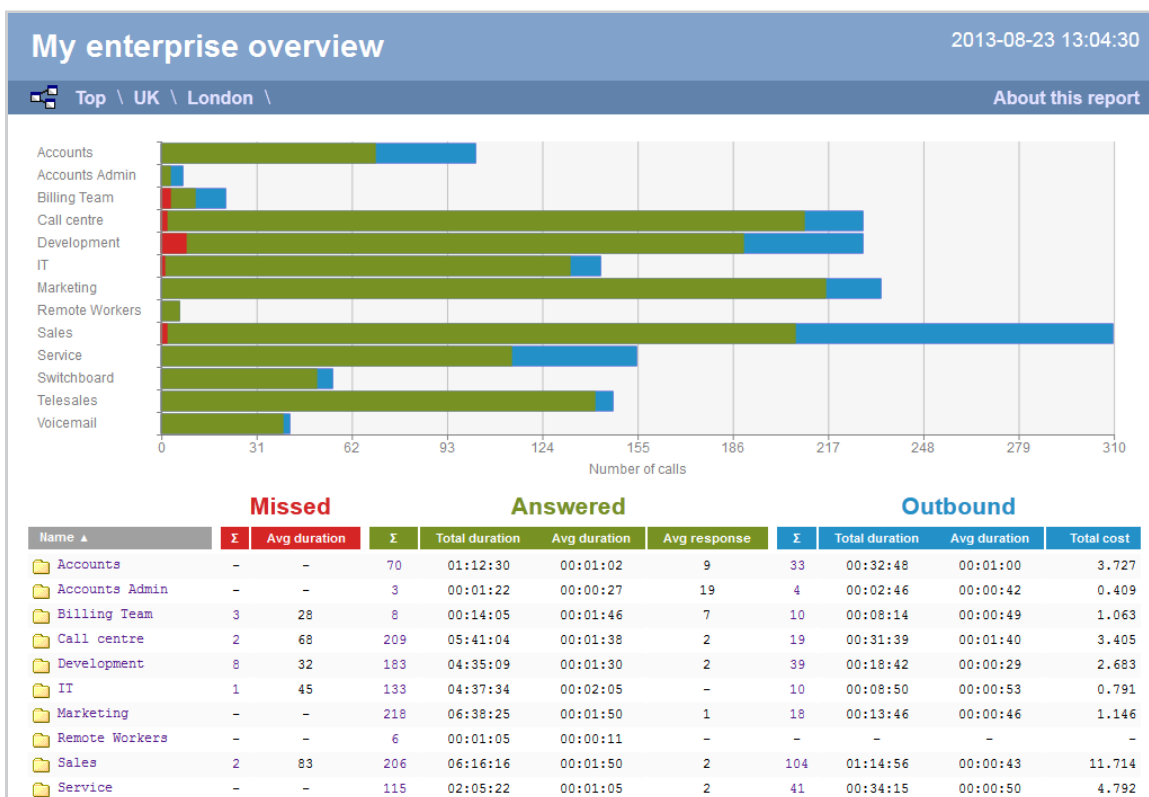 My enterprise overview 2013-08-23 13:04:30
Top \ UK \ London \ About this report
Accounts
Accounts Admin
Billing Team
Call centre
Development
IT
Marketing
Remote Workers
Sales
Service
Switchboard
Telesales
Voicemail
0 31 62 93 124 155 186 217 248 279 310
Number of calls
Missed Answered Outbound
Name ▲ Σ Avg duration Σ Total duration Avg duration Avg response Σ Total duration Avg duration Total cost
Accounts - - 70 01:12:30 00:01:02 9 33 00:32:48 00:01:00 3.727
Accounts Admin - - 3 00:01:22 00:00:27 19 4 00:02:46 00:00:42 0.409
Billing Team 3 28 8 00:14:05 00:01:46 7 10 00:08:14 00:00:49 1.063
Call centre 2 68 209 05:41:04 00:01:38 2 19 00:31:39 00:01:40 3.405
Development 8 32 183 04:35:09 00:01:30 2 39 00:18:42 00:00:29 2.683
IT 1 45 133 04:37:34 00:02:05 - 10 00:08:50 00:00:53 0.791
Marketing - - 218 06:38:25 00:01:50 1 18 00:13:46 00:00:46 1.146
Remote Workers - - 6 00:01:05 00:00:11 - - - - -
Sales 2 83 206 06:16:16 00:01:50 2 104 01:14:56 00:00:43 11.714
Service - - 115 02:05:22 00:01:05 2 41 00:34:15 00:00:50 4.792